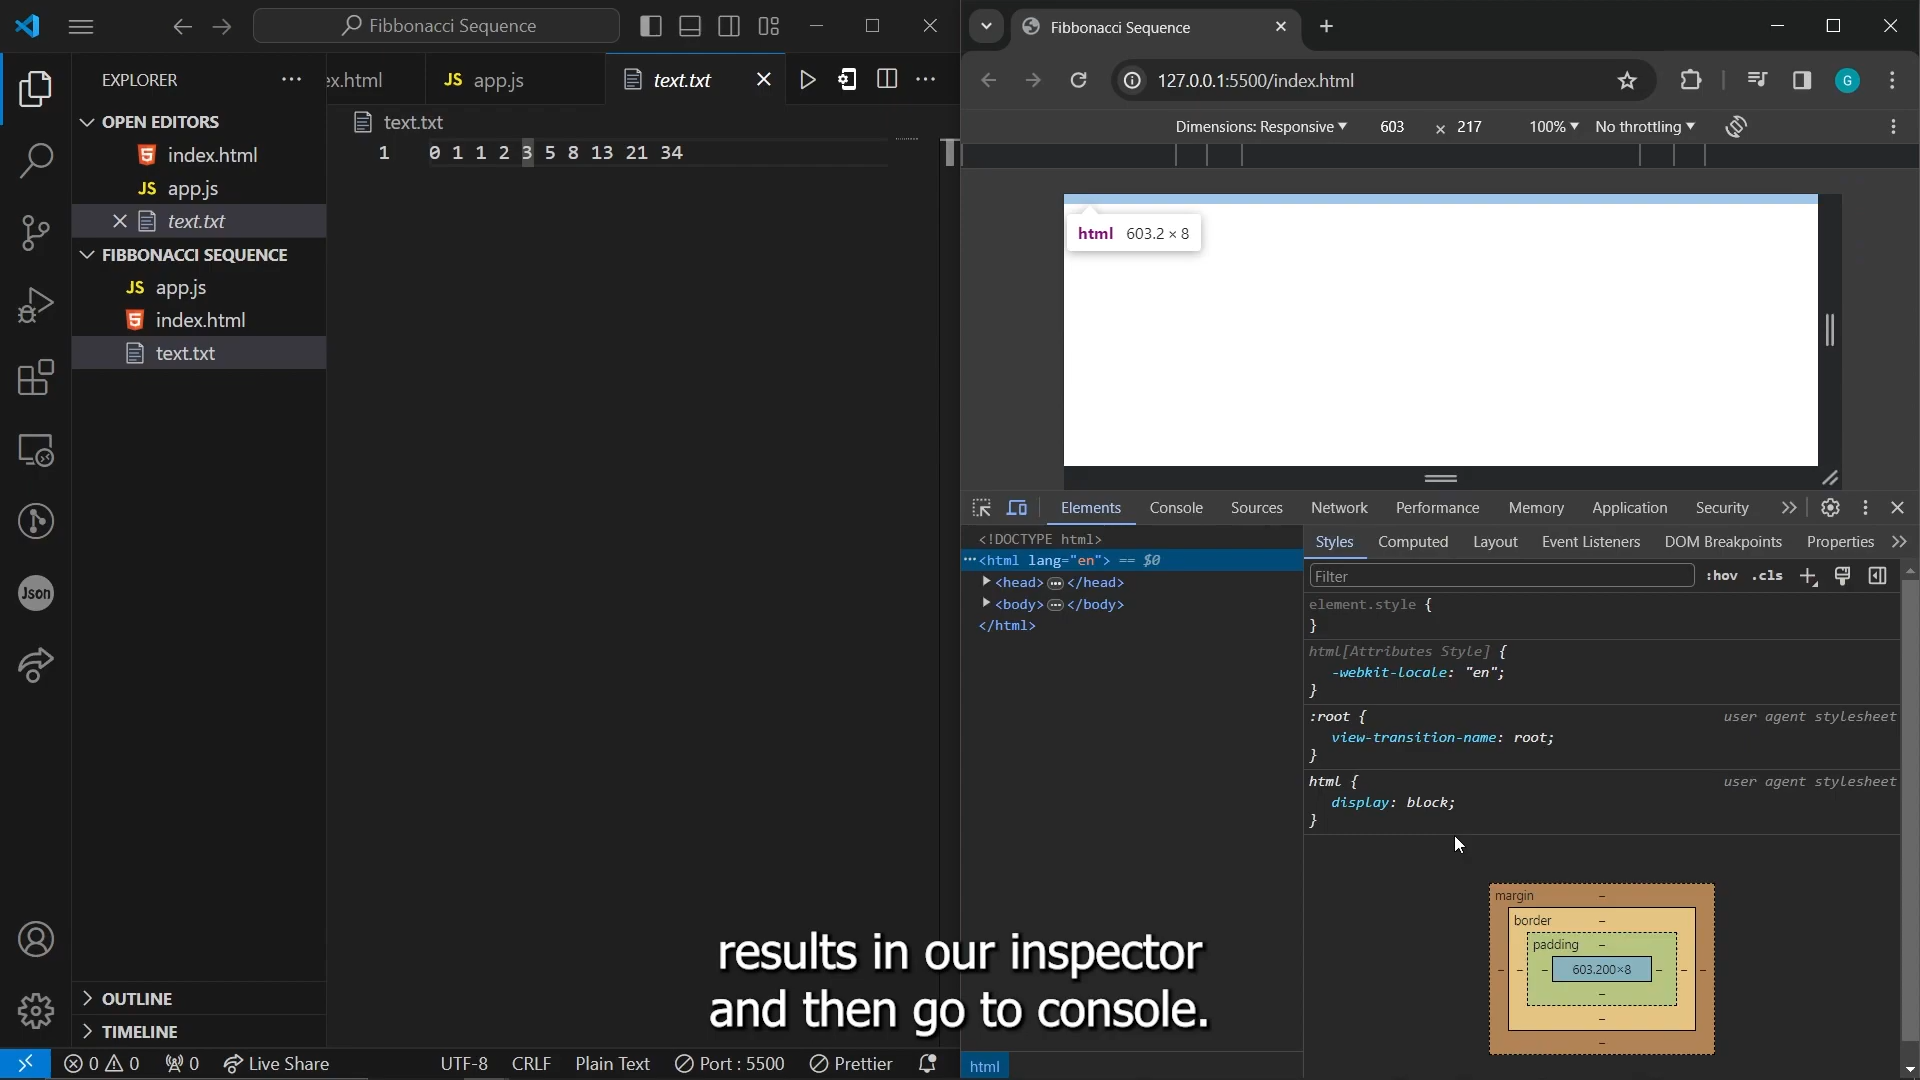 Fibbonacci Sequence
EXPLORER
OPEN EDITORS
index.html
JS app.js
text.txt
FIBBONACCI SEQUENCE
JS app.js
index.html
text.txt
OUTLINE
TIMELINE
ex.html
JS app.js
text.txt
text.txt
1 0 1 1 2 3 5 8 13 21 34
Json
0 0 0 Live Share UTF-8 CRLF Plain Text Port : 5500 Prettier
Fibbonacci Sequence
127.0.0.1:5500/index.html
G
Dimensions: Responsive 603 × 217 100% No throttling
html 603.2 × 8
Elements Console Sources Network Performance Memory Application Security
<!DOCTYPE html>
<html lang="en"> == $0
<head> </head>
<body> </body>
</html>
html
Styles Computed Layout Event Listeners DOM Breakpoints Properties
Filter :hov .cls
element.style {
}
html[Attributes Style] {
-webkit-locale: "en";
}
:root { user agent stylesheet
view-transition-name: root;
}
html { user agent stylesheet
display: block;
}
margin –
border –
padding –
– – – 603.200×8 – – –
–
–
–
results in our inspector
and then go to console.